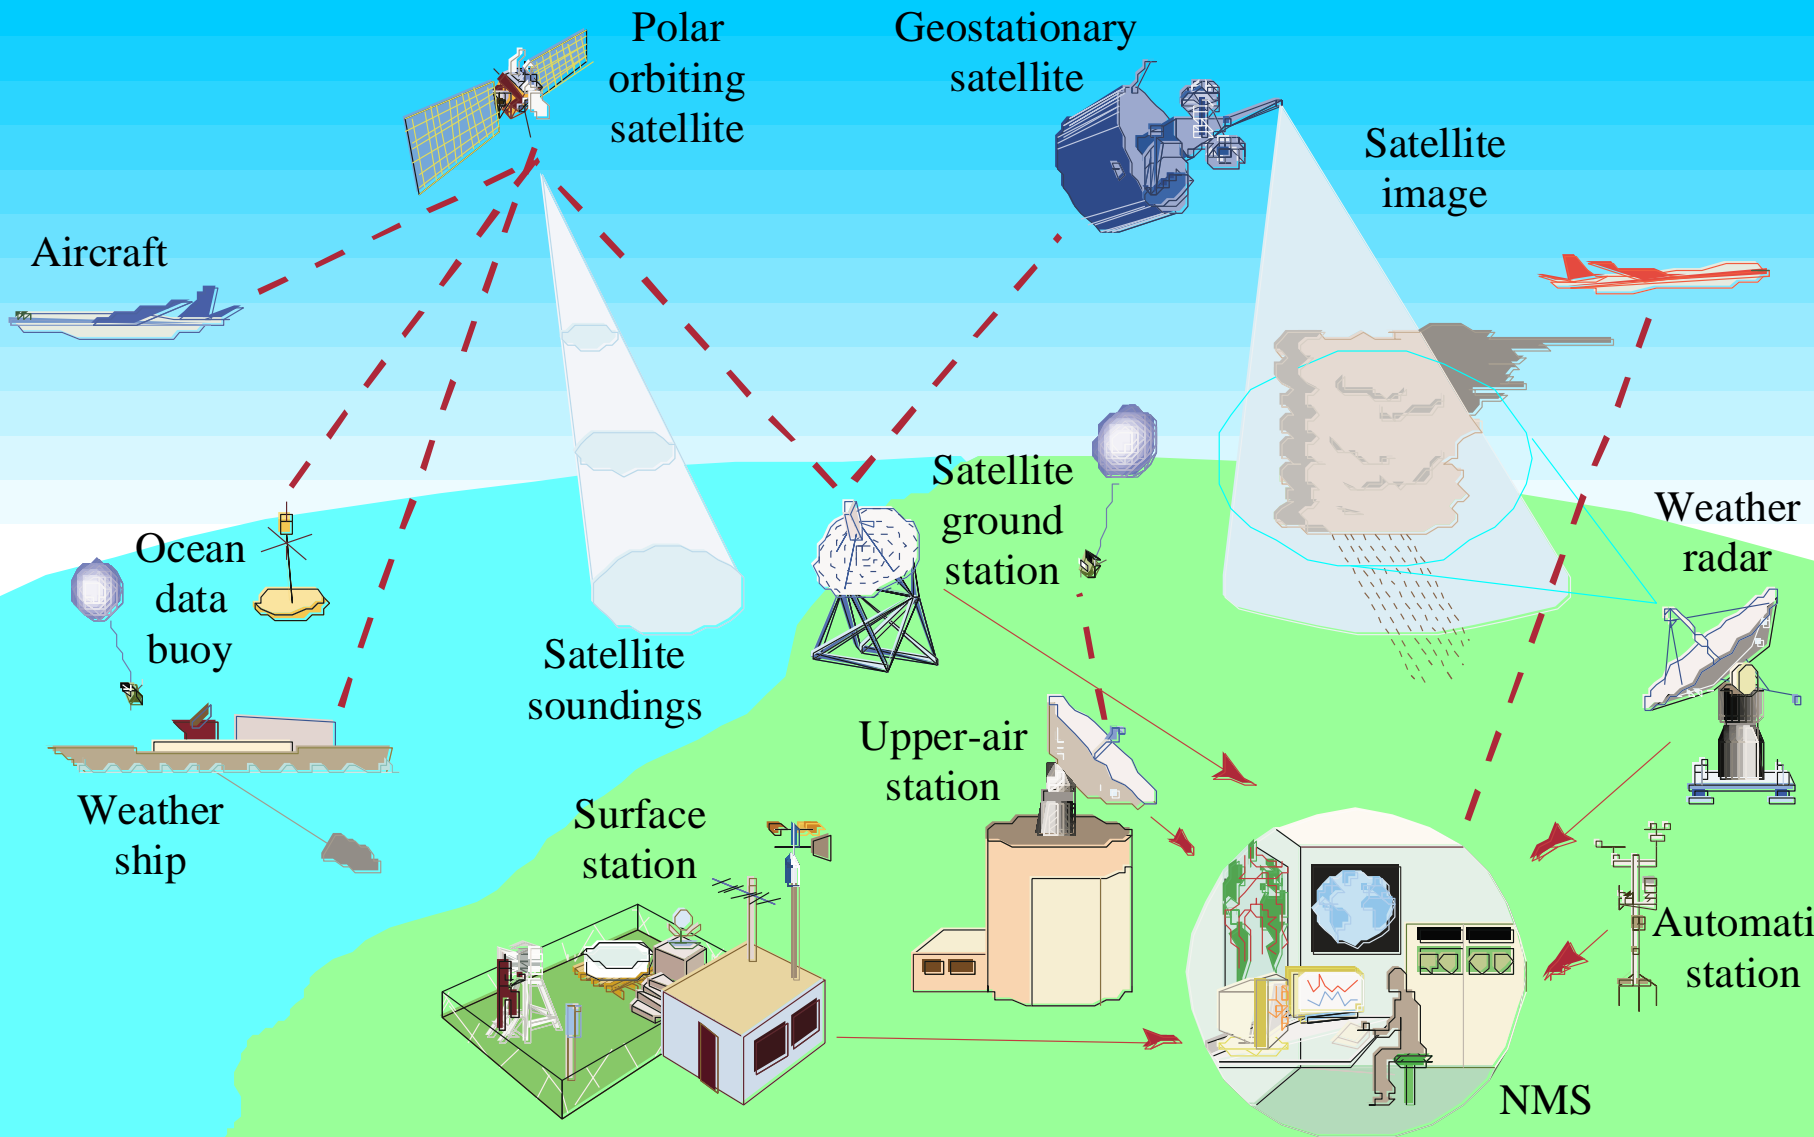 Polar
orbiting
satellite
Geostationary
satellite
Satellite
image
Aircraft
Satellite
ground
station
Weather
radar
Ocean
data
buoy
Satellite
soundings
Upper-air
station
Weather
ship
Surface
station
Automati
station
NMS